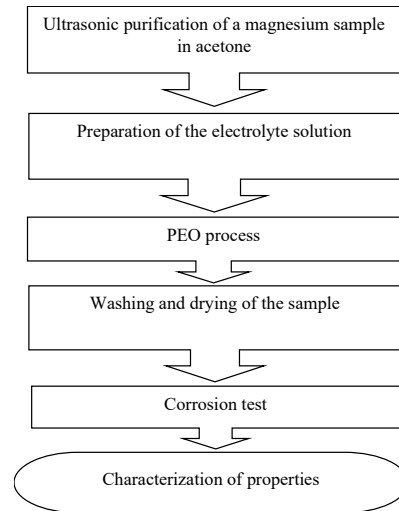 Ultrasonic purification of a magnesium sample
in acetone
Preparation of the electrolyte solution
PEO process
Washing and drying of the sample
Corrosion test
Characterization of properties